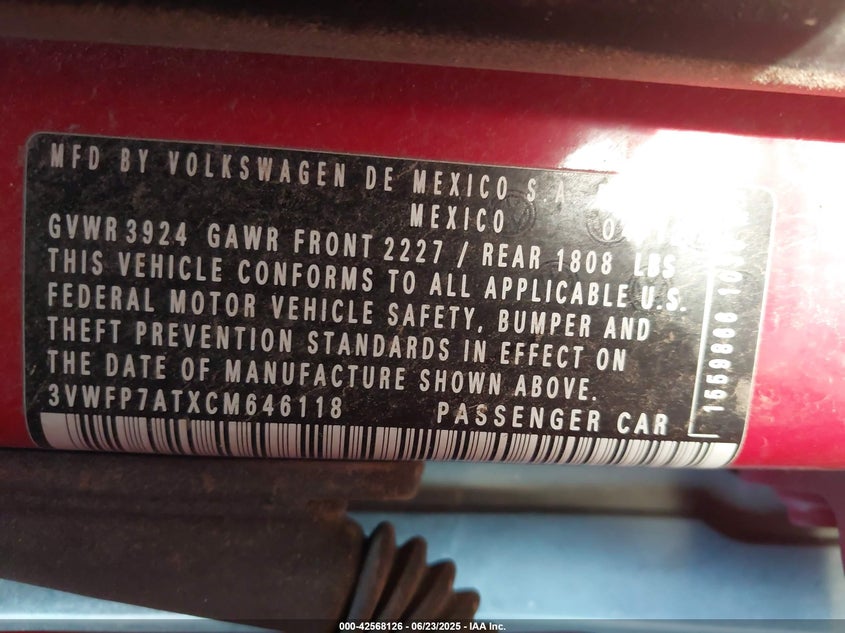 MFD BY VOLKSWAGEN DE MEXICO S A
MEXICO
GVWR 3924 GAWR FRONT 2227 / REAR 1808 LBS
THIS VEHICLE CONFORMS TO ALL APPLICABLE U.S.
FEDERAL MOTOR VEHICLE SAFETY, BUMPER AND
THEFT PREVENTION STANDARDS IN EFFECT ON
THE DATE OF MANUFACTURE SHOWN ABOVE.
3VWFP7ATXCM646118 PASSENGER CAR
000-42568126 - 06/23/2025 - IAA Inc.